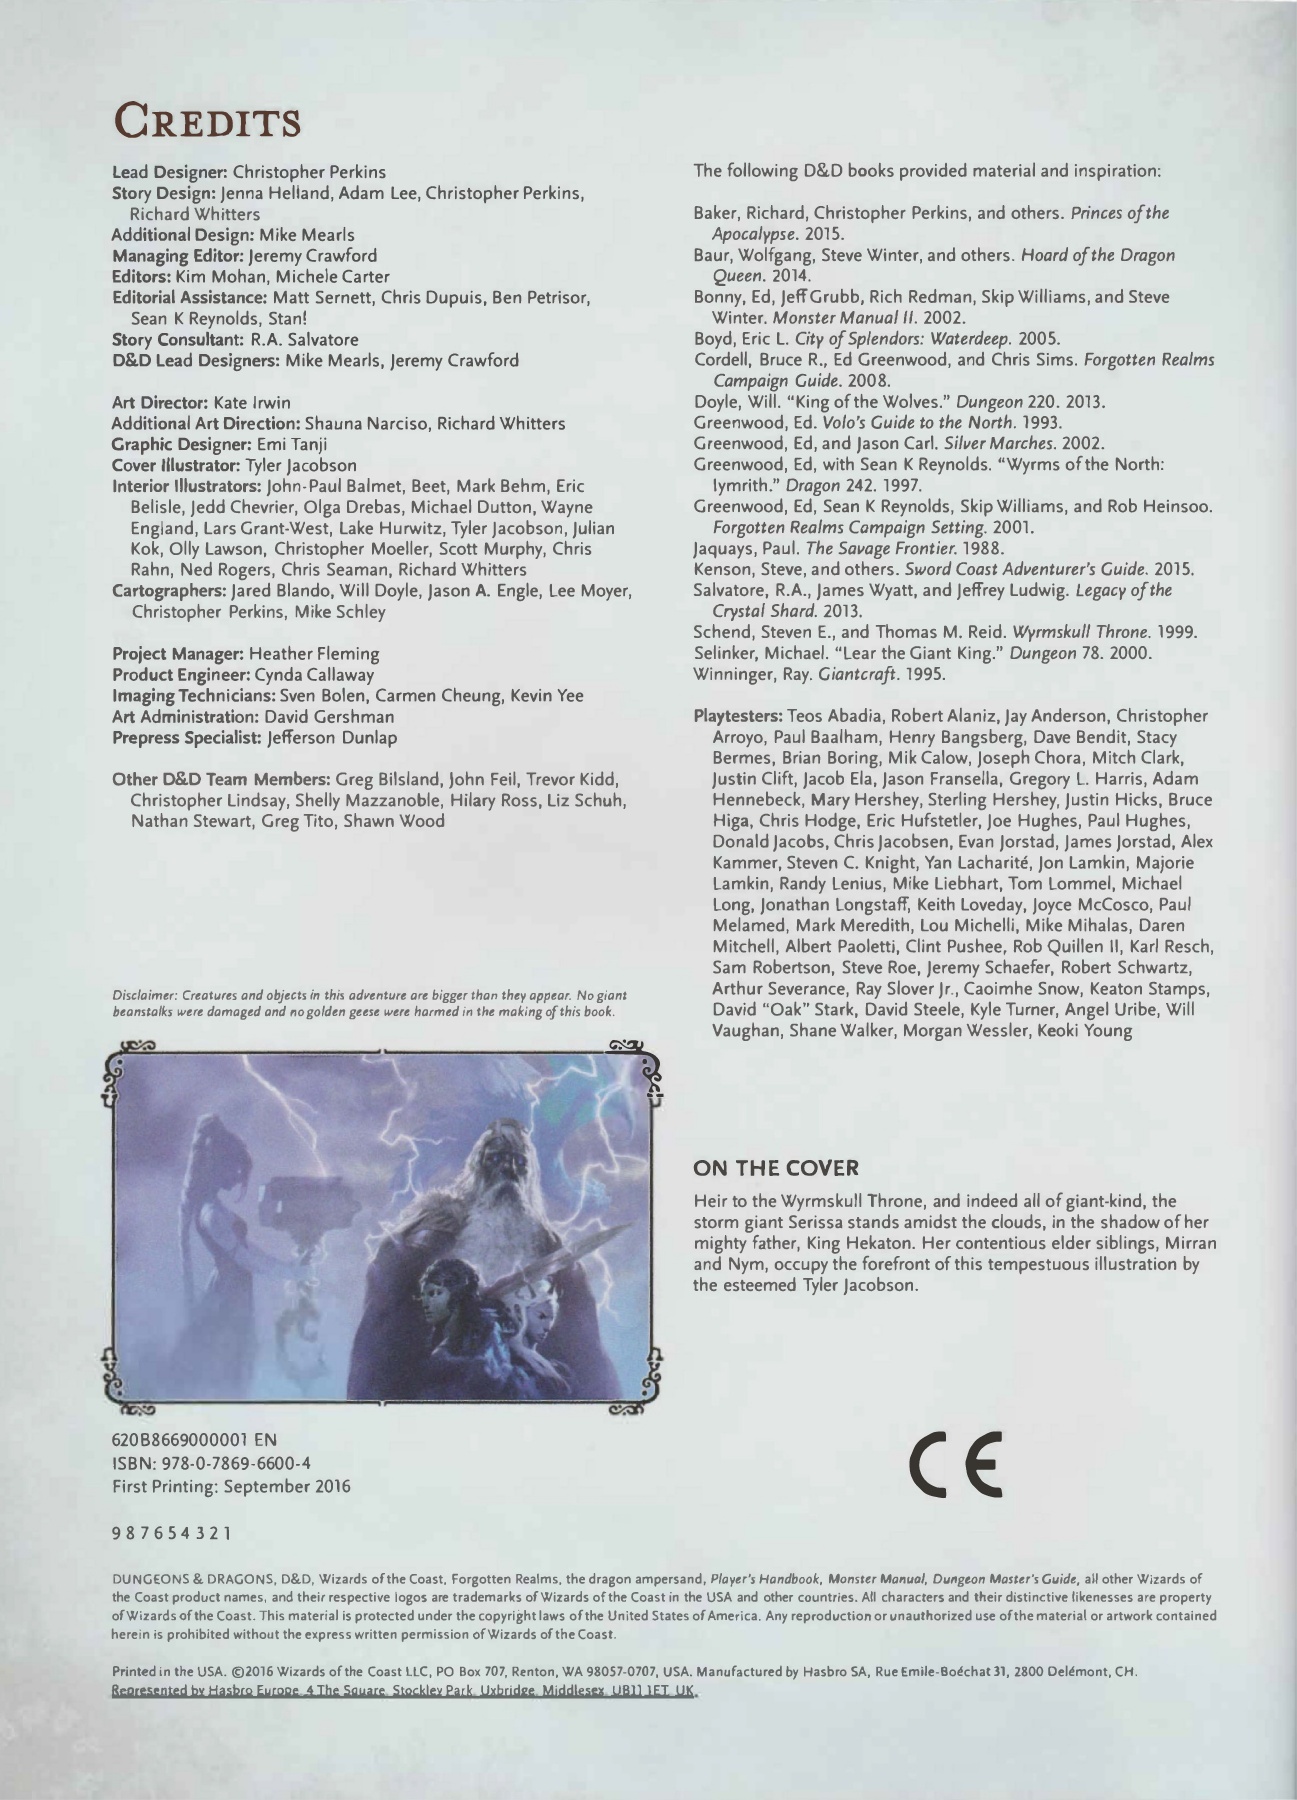 CREDITS
Lead Designer: Christopher Perkins
Story Design: Jenna Helland, Adam Lee, Christopher Perkins,
Richard Whitters
Additional Design: Mike Mearls
Managing Editor: Jeremy Crawford
Editors: Kim Mohan, Michele Carter
Editorial Assistance: Matt Sernett, Chris Dupuis, Ben Petrisor,
Sean K Reynolds, Stan!
Story Consultant: R.A. Salvatore
D&D Lead Designers: Mike Mearls, Jeremy Crawford
Art Director: Kate Irwin
Additional Art Direction: Shauna Narciso, Richard Whitters
Graphic Designer: Emi Tanji
Cover Illustrator: Tyler Jacobson
Interior Illustrators: John-Paul Balmet, Beet, Mark Behm, Eric
Belisle, Jedd Chevrier, Olga Drebas, Michael Dutton, Wayne
England, Lars Grant-West, Lake Hurwitz, Tyler Jacobson, Julian
Kok, Olly Lawson, Christopher Moeller, Scott Murphy, Chris
Rahn, Ned Rogers, Chris Seaman, Richard Whitters
Cartographers: Jared Blando, Will Doyle, Jason A. Engle, Lee Moyer,
Christopher Perkins, Mike Schley
Project Manager: Heather Fleming
Product Engineer: Cynda Callaway
Imaging Technicians: Sven Bolen, Carmen Cheung, Kevin Yee
Art Administration: David Gershman
Prepress Specialist: Jefferson Dunlap
Other D&D Team Members: Greg Bilsland, John Feil, Trevor Kidd,
Christopher Lindsay, Shelly Mazzanoble, Hilary Ross, Liz Schuh,
Nathan Stewart, Greg Tito, Shawn Wood
Disclaimer: Creatures and objects in this adventure are bigger than they appear. No giant
beanstalks were damaged and no golden geese were harmed in the making of this book.
The following D&D books provided material and inspiration:
Baker, Richard, Christopher Perkins, and others. Princes of the
Apocalypse. 2015.
Baur, Wolfgang, Steve Winter, and others. Hoard of the Dragon
Queen. 2014.
Bonny, Ed, Jeff Grubb, Rich Redman, Skip Williams, and Steve
Winter. Monster Manual II. 2002.
Boyd, Eric L. City of Splendors: Waterdeep. 2005.
Cordell, Bruce R., Ed Greenwood, and Chris Sims. Forgotten Realms
Campaign Guide. 2008.
Doyle, Will. “King of the Wolves.” Dungeon 220. 2013.
Greenwood, Ed. Volo's Guide to the North. 1993.
Greenwood, Ed, and Jason Carl. Silver Marches. 2002.
Greenwood, Ed, with Sean K Reynolds. “Wyrms of the North:
Iymrith.” Dragon 242. 1997.
Greenwood, Ed, Sean K Reynolds, Skip Williams, and Rob Heinsoo.
Forgotten Realms Campaign Setting. 2001.
Jaquays, Paul. The Savage Frontier. 1988.
Kenson, Steve, and others. Sword Coast Adventurer's Guide. 2015.
Salvatore, R.A., James Wyatt, and Jeffrey Ludwig. Legacy of the
Crystal Shard. 2013.
Schend, Steven E., and Thomas M. Reid. Wyrmskull Throne. 1999.
Selinker, Michael. “Lear the Giant King.” Dungeon 78. 2000.
Winninger, Ray. Giantcraft. 1995.
Playtesters: Teos Abadia, Robert Alaniz, Jay Anderson, Christopher
Arroyo, Paul Baalham, Henry Bangsberg, Dave Bendit, Stacy
Bermes, Brian Boring, Mik Calow, Joseph Chora, Mitch Clark,
Justin Clift, Jacob Ela, Jason Fransella, Gregory L. Harris, Adam
Hennebeck, Mary Hershey, Sterling Hershey, Justin Hicks, Bruce
Higa, Chris Hodge, Eric Hufstetler, Joe Hughes, Paul Hughes,
Donald Jacobs, Chris Jacobsen, Evan Jorstad, James Jorstad, Alex
Kammer, Steven C. Knight, Yan Lacharité, Jon Lamkin, Majorie
Lamkin, Randy Lenius, Mike Liebhart, Tom Lommel, Michael
Long, Jonathan Longstaff, Keith Loveday, Joyce McCosco, Paul
Melamed, Mark Meredith, Lou Michelli, Mike Mihalas, Daren
Mitchell, Albert Paoletti, Clint Pushee, Rob Quillen II, Karl Resch,
Sam Robertson, Steve Roe, Jeremy Schaefer, Robert Schwartz,
Arthur Severance, Ray Slover Jr., Caoimhe Snow, Keaton Stamps,
David “Oak” Stark, David Steele, Kyle Turner, Angel Uribe, Will
Vaughan, Shane Walker, Morgan Wessler, Keoki Young
ON THE COVER
Heir to the Wyrmskull Throne, and indeed all of giant-kind, the
storm giant Serissa stands amidst the clouds, in the shadow of her
mighty father, King Hekaton. Her contentious elder siblings, Mirran
and Nym, occupy the forefront of this tempestuous illustration by
the esteemed Tyler Jacobson.
620B8669000001 EN
ISBN: 978-0-7869-6600-4
First Printing: September 2016
9 8 7 6 5 4 3 2 1
CE
DUNGEONS & DRAGONS, D&D, Wizards of the Coast, Forgotten Realms, the dragon ampersand, Player's Handbook, Monster Manual, Dungeon Master's Guide, all other Wizards of
the Coast product names, and their respective logos are trademarks of Wizards of the Coast in the USA and other countries. All characters and their distinctive likenesses are property
of Wizards of the Coast. This material is protected under the copyright laws of the United States of America. Any reproduction or unauthorized use of the material or artwork contained
herein is prohibited without the express written permission of Wizards of the Coast.
Printed in the USA. ©2016 Wizards of the Coast LLC, PO Box 707, Renton, WA 98057-0707, USA. Manufactured by Hasbro SA, Rue Emile-Boéchat 31, 2800 Delémont, CH.
Represented by Hasbro Europe, 4 The Square, Stockley Park, Uxbridge, Middlesex, UB11 1ET, UK.